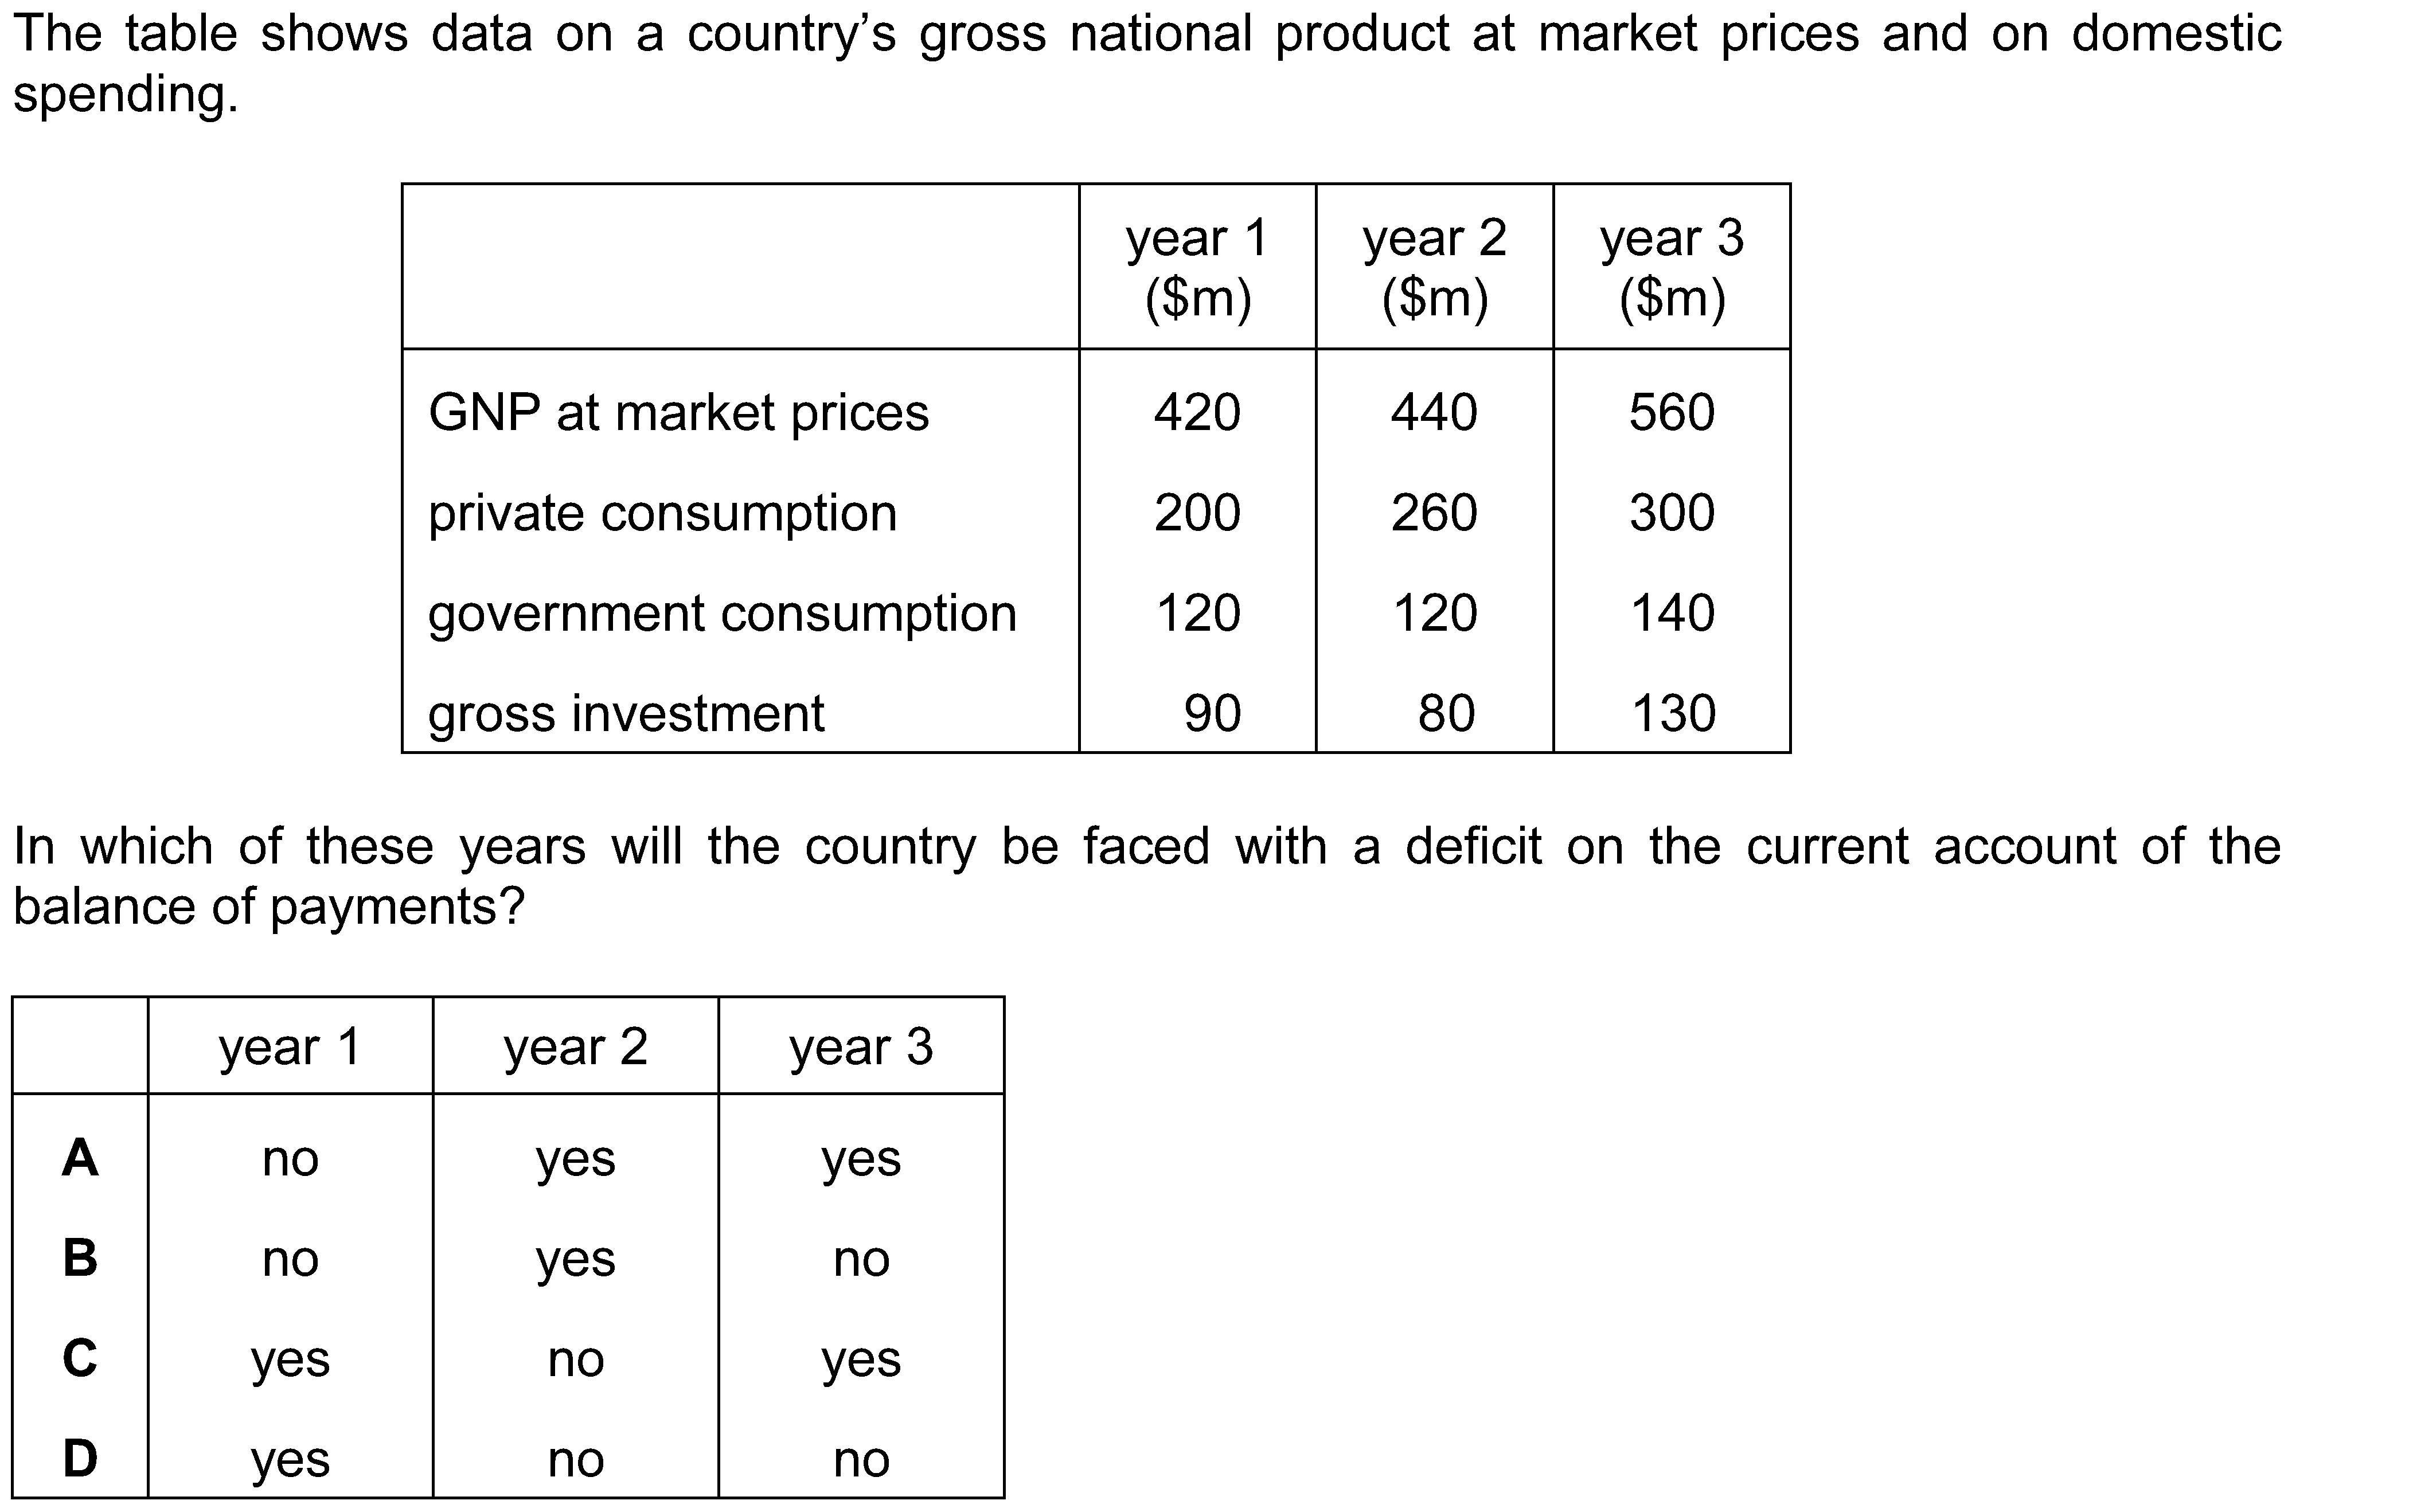 The table shows data on a country’s gross national product at market prices and on domestic
spending.
year 1 year 2 year 3
($m) ($m) ($m)
GNP at market prices 420 440 560
private consumption 200 260 300
government consumption 120 120 140
gross investment 90 80 130
In which of these years will the country be faced with a deficit on the current account of the
balance of payments?
year 1 year 2 year 3
A no yes yes
B no yes no
C yes no yes
D yes no no